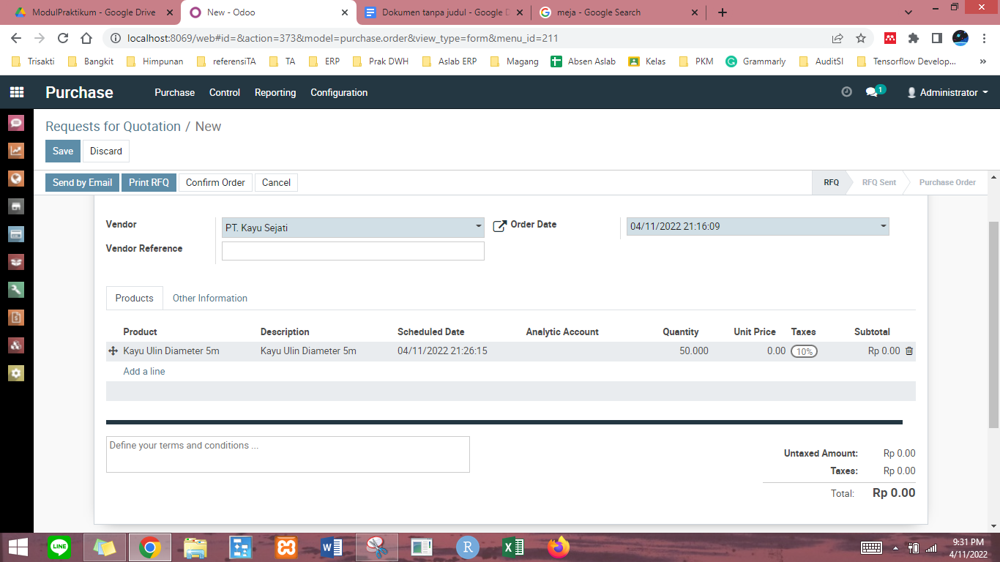 ModulPraktikum - Google Drive
New - Odoo
Dokumen tanpa judul - Google D
meja - Google Search
localhost:8069/web#id=&action=373&model=purchase.order&view_type=form&menu_id=211
Trisakti Bangkit Himpunan referensiTA TA ERP Prak DWH Aslab ERP Magang Absen Aslab Kelas PKM Grammarly AuditSI Tensorflow Develop... »
Purchase Purchase Control Reporting Configuration 1 Administrator
Requests for Quotation / New
Save Discard
Send by Email Print RFQ Confirm Order Cancel RFQ RFQ Sent Purchase Order
Vendor PT. Kayu Sejati Order Date 04/11/2022 21:16:09
Vendor Reference
Products Other Information
Product Description Scheduled Date Analytic Account Quantity Unit Price Taxes Subtotal
Kayu Ulin Diameter 5m Kayu Ulin Diameter 5m 04/11/2022 21:26:15 50.000 0.00 10% Rp 0.00
Add a line
Define your terms and conditions ...
Untaxed Amount: Rp 0.00
Taxes: Rp 0.00
Total: Rp 0.00
LINE
R
9:31 PM
4/11/2022